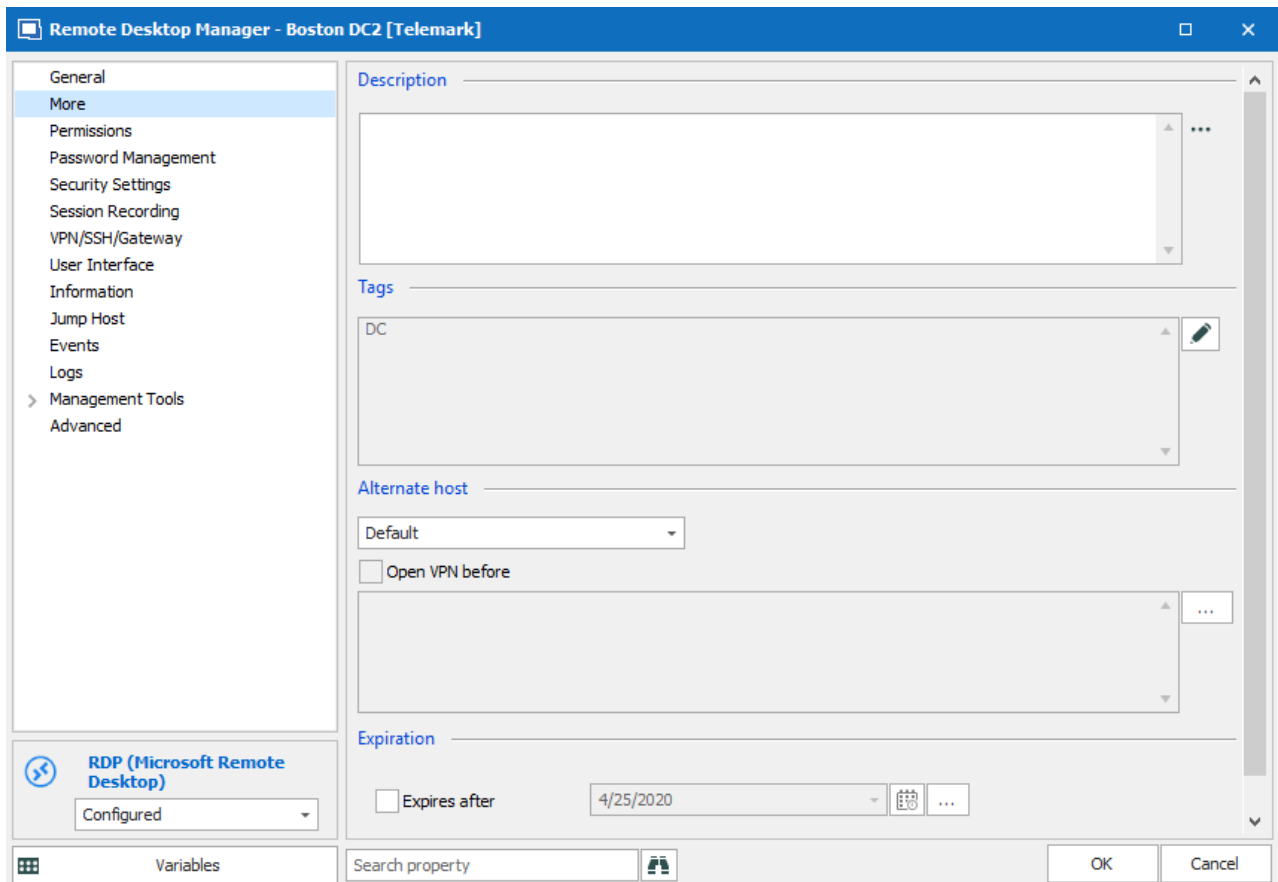 Remote Desktop Manager - Boston DC2 [Telemark]
General
More
Permissions
Password Management
Security Settings
Session Recording
VPN/SSH/Gateway
User Interface
Information
Jump Host
Events
Logs
Management Tools
Advanced
RDP (Microsoft Remote
Desktop)
Configured
Variables
Description
...
Tags
DC
Alternate host
Default
Open VPN before
...
Expiration
Expires after
4/25/2020
...
Search property
OK
Cancel